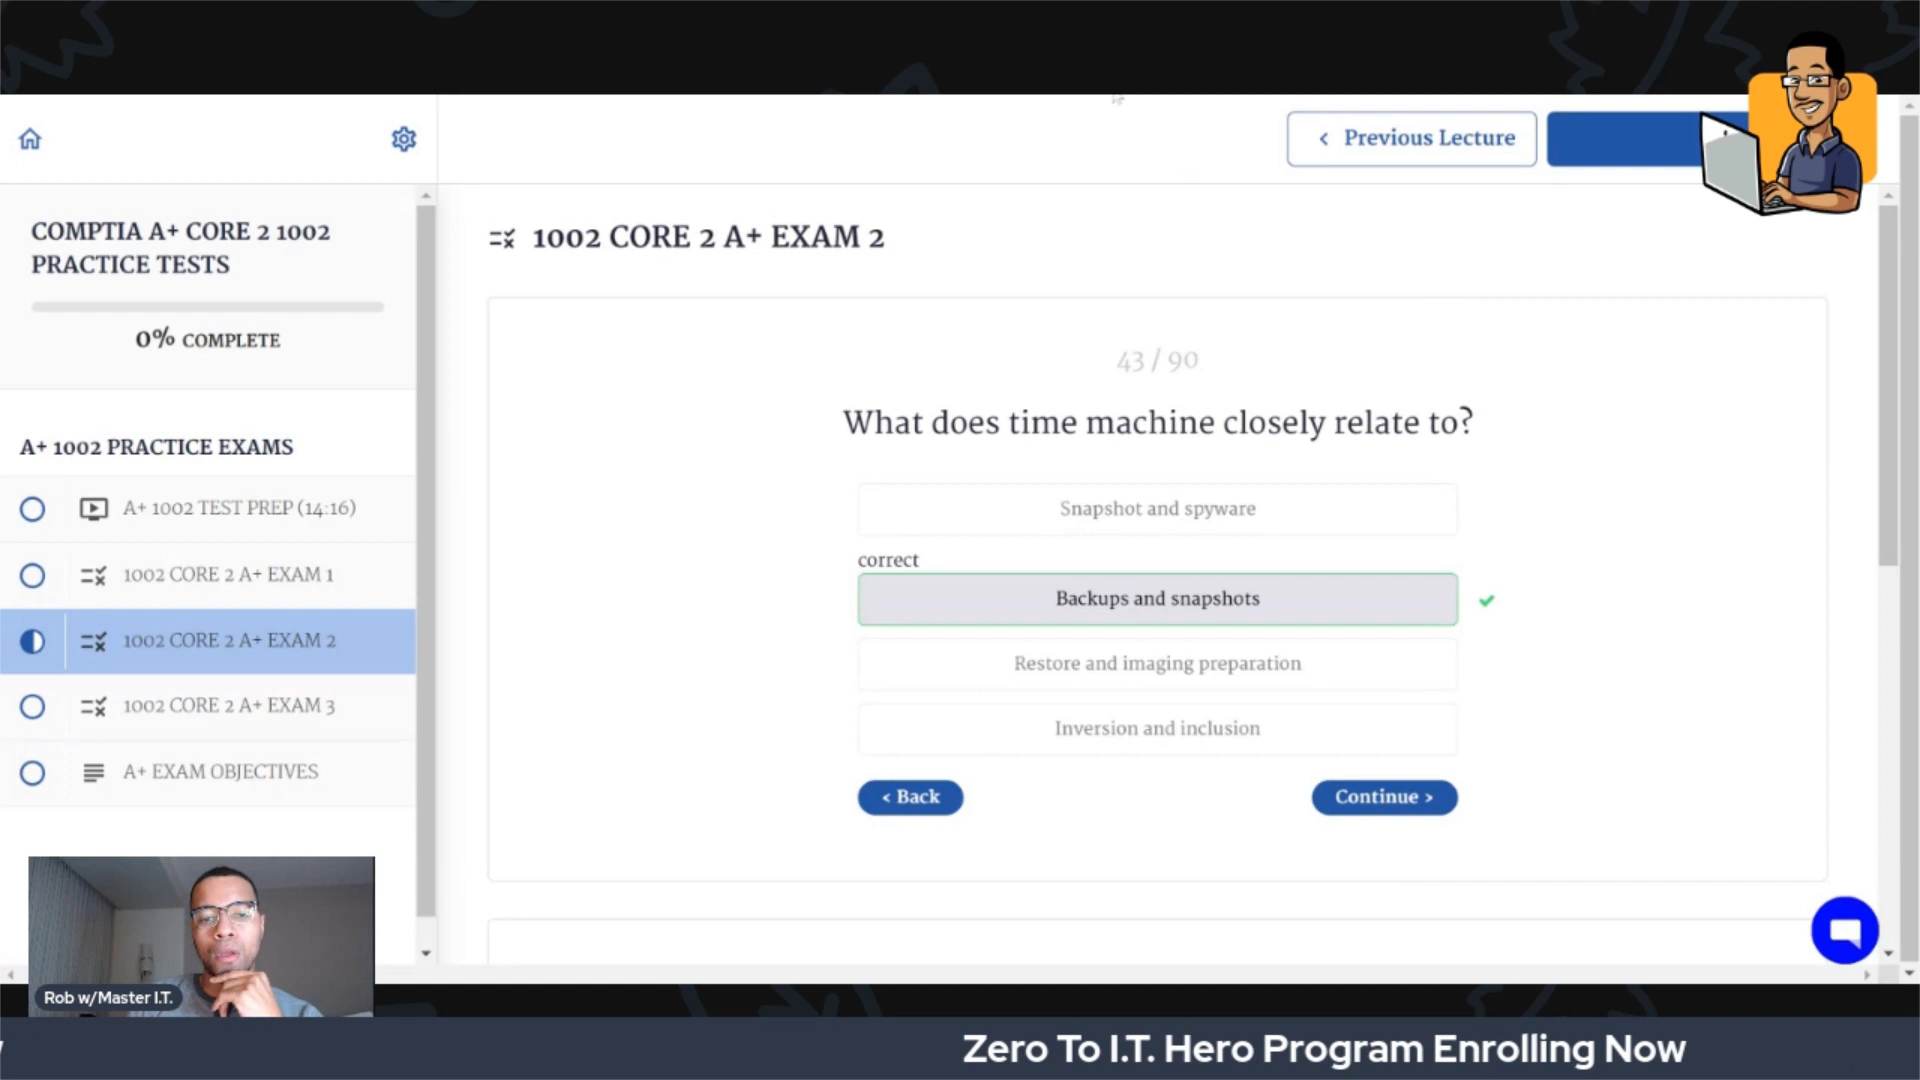 < Previous Lecture
COMPTIA A+ CORE 2 1002
PRACTICE TESTS
0% COMPLETE
A+ 1002 PRACTICE EXAMS
A+ 1002 TEST PREP (14:16)
1002 CORE 2 A+ EXAM 1
1002 CORE 2 A+ EXAM 2
1002 CORE 2 A+ EXAM 3
A+ EXAM OBJECTIVES
1002 CORE 2 A+ EXAM 2
43 / 90
What does time machine closely relate to?
Snapshot and spyware
correct
Backups and snapshots
Restore and imaging preparation
Inversion and inclusion
< Back
Continue >
Rob w/Master I.T.
Zero To I.T. Hero Program Enrolling Now